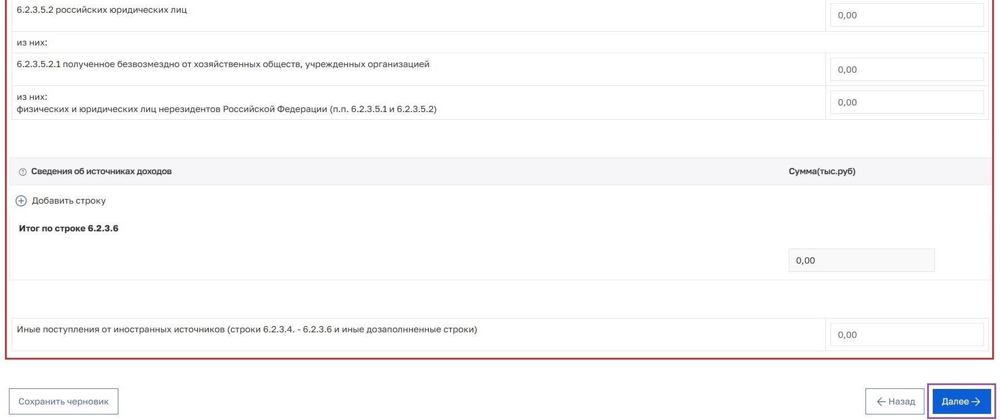 6.2.3.5.2 российских юридических лиц
0,00
из них:
6.2.3.5.2.1 полученное безвозмездно от хозяйственных обществ, учрежденных организацией
0,00
из них:
физических и юридических лиц нерезидентов Российской Федерации (п.п. 6.2.3.5.1 и 6.2.3.5.2)
0,00
Сведения об источниках доходов
Сумма(тыс.руб)
Добавить строку
Итог по строке 6.2.3.6
0,00
Иные поступления от иностранных источников (строки 6.2.3.4. - 6.2.3.6 и иные дозаполнненные строки)
0,00
Сохранить черновик
← Назад
Далее →